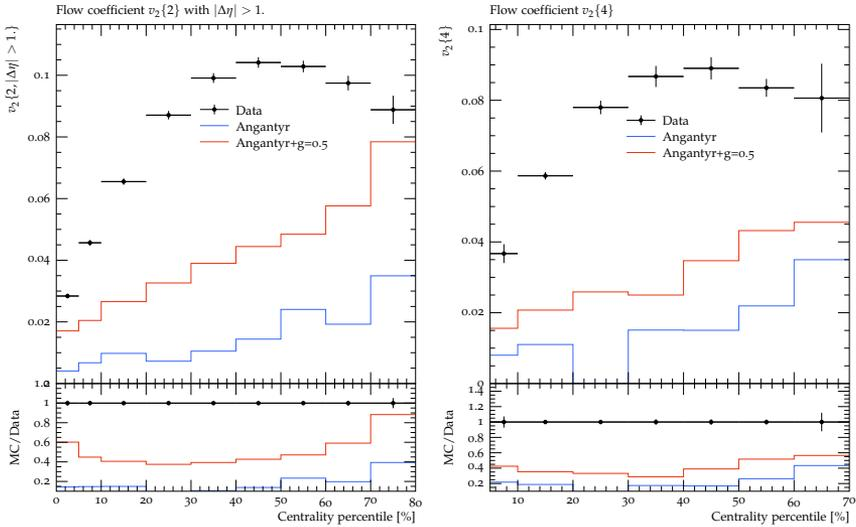 Flow coefficient v₂{2} with |Δη| > 1.
v₂{2, |Δη| > 1.}
0.1
0.08
0.06
0.04
0.02
Data
Angantyr
Angantyr+g=0.5
MC/Data
1
0.8
0.6
0.4
0.2
0 10 20 30 40 50 60 70 80
Centrality percentile [%]
Flow coefficient v₂{4}
v₂{4}
0.1
0.08
0.06
0.04
0.02
0
Data
Angantyr
Angantyr+g=0.5
MC/Data
1.4
1.2
1
0.8
0.6
0.4
0.2
10 20 30 40 50 60 70
Centrality percentile [%]